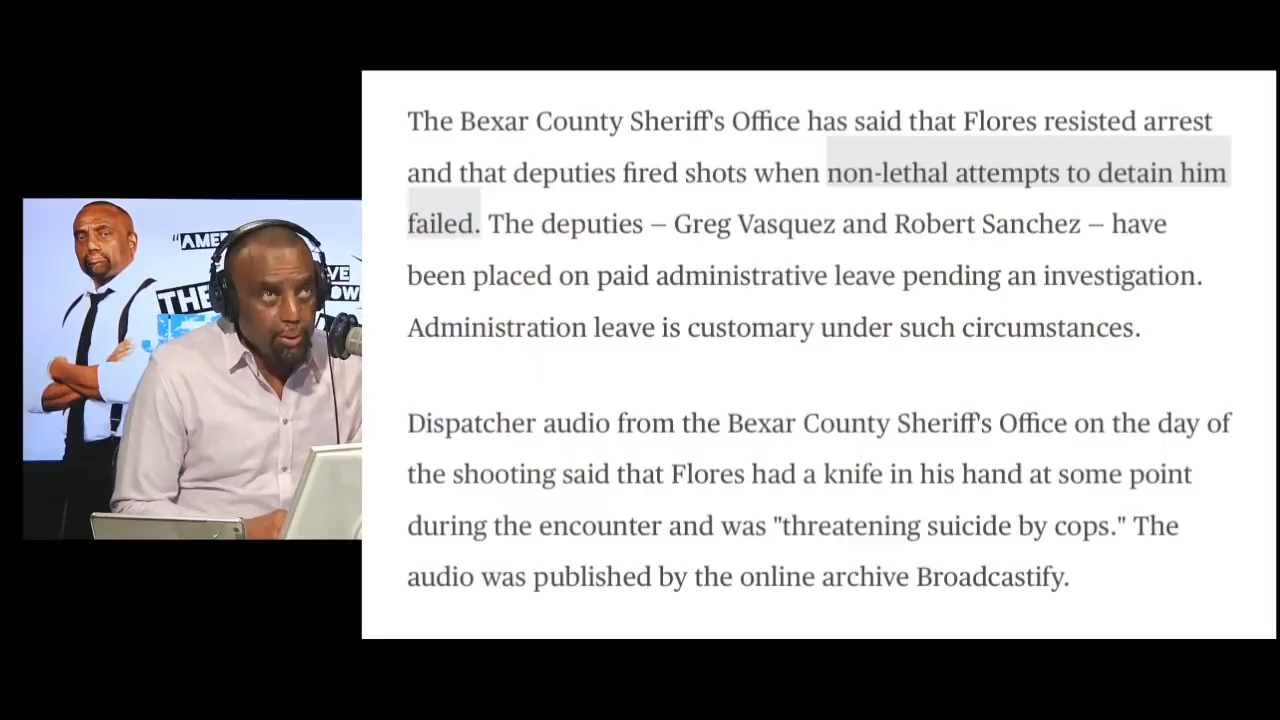 "AME
VE
THE
OW
The Bexar County Sheriff's Office has said that Flores resisted arrest
and that deputies fired shots when non-lethal attempts to detain him
failed. The deputies – Greg Vasquez and Robert Sanchez – have
been placed on paid administrative leave pending an investigation.
Administration leave is customary under such circumstances.
Dispatcher audio from the Bexar County Sheriff's Office on the day of
the shooting said that Flores had a knife in his hand at some point
during the encounter and was "threatening suicide by cops." The
audio was published by the online archive Broadcastify.